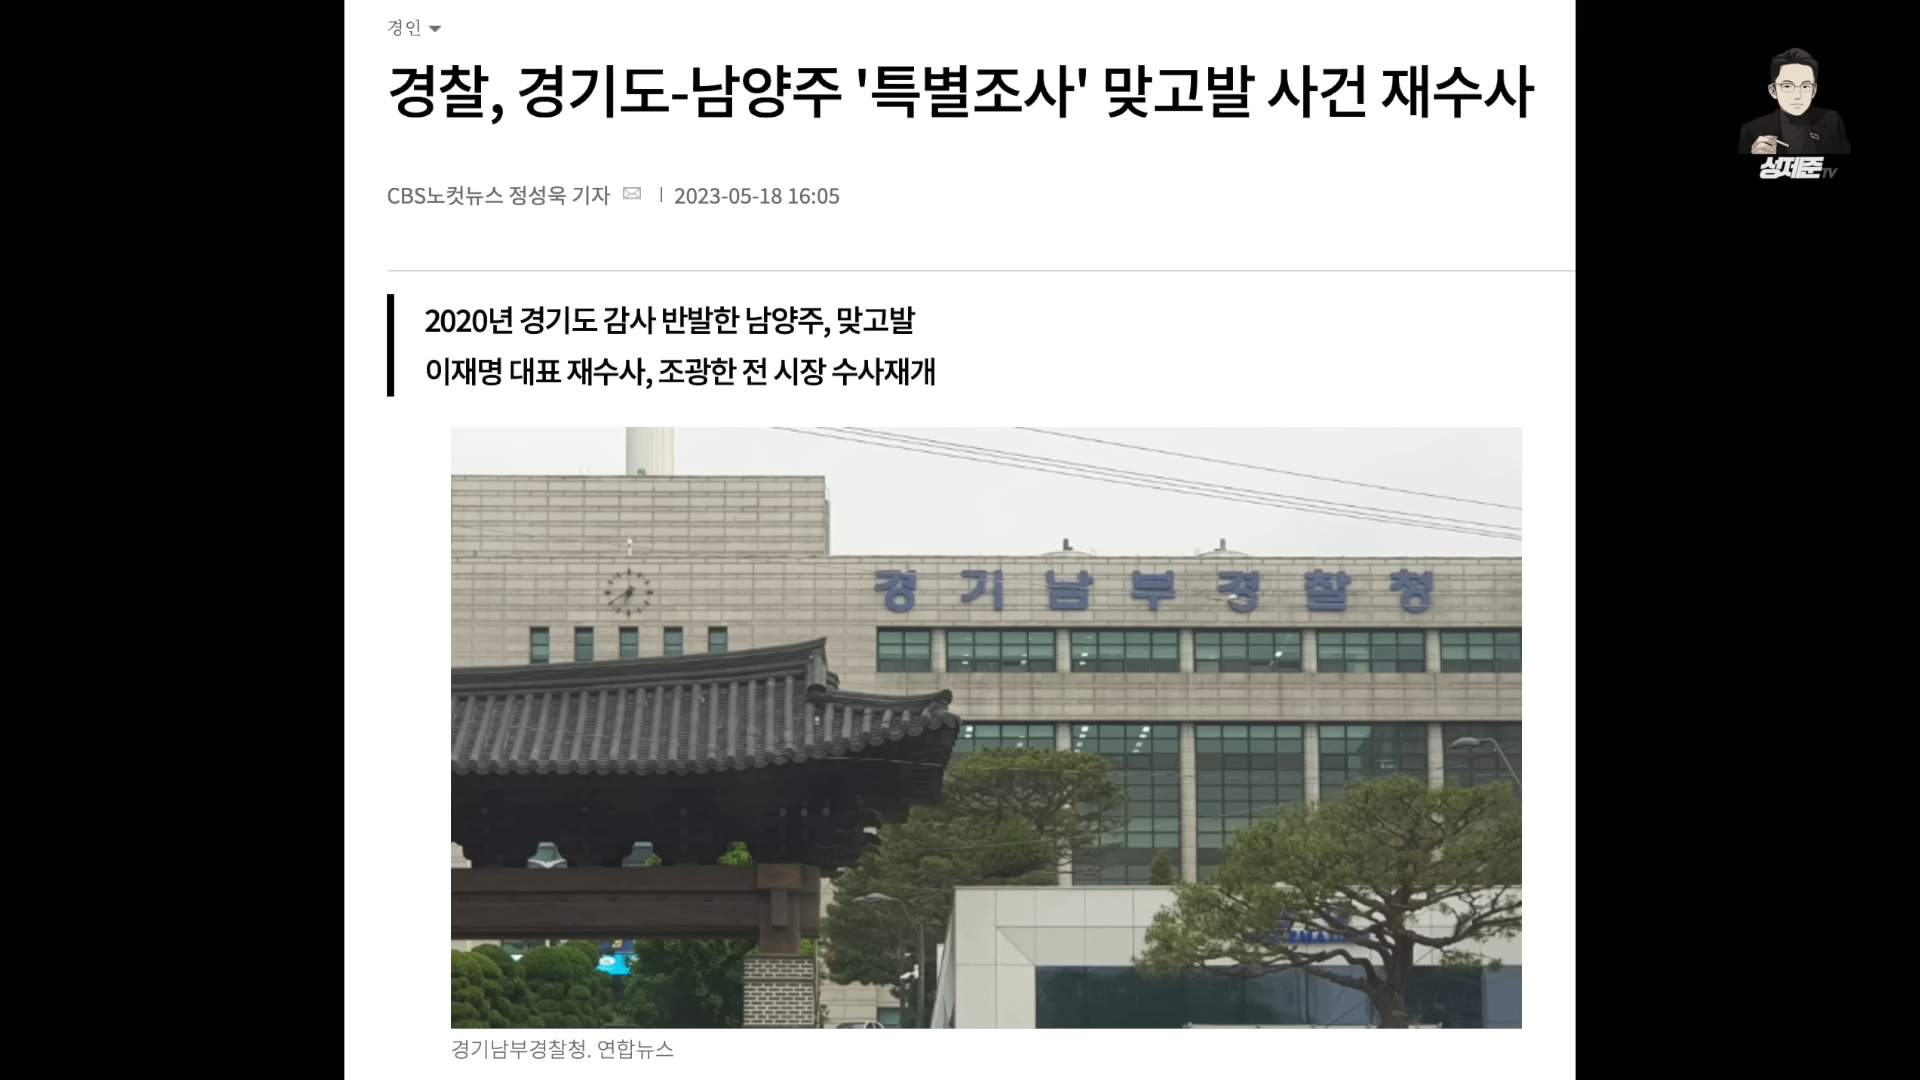 경인
경찰, 경기도-남양주 '특별조사' 맞고발 사건 재수사
성제준TV
CBS노컷뉴스 정성욱 기자 2023-05-18 16:05
2020년 경기도 감사 반발한 남양주, 맞고발
이재명 대표 재수사, 조광한 전 시장 수사재개
경기남부경찰청
경기남부경찰청. 연합뉴스